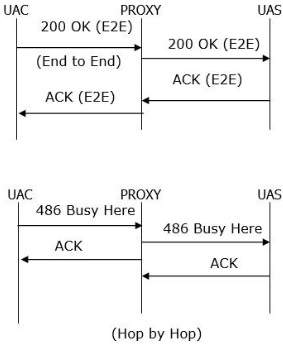 UAC PROXY UAS
200 OK (E2E)
200 OK (E2E)
(End to End)
ACK (E2E)
ACK (E2E)
UAC PROXY UAS
486 Busy Here
486 Busy Here
ACK
ACK
(Hop by Hop)